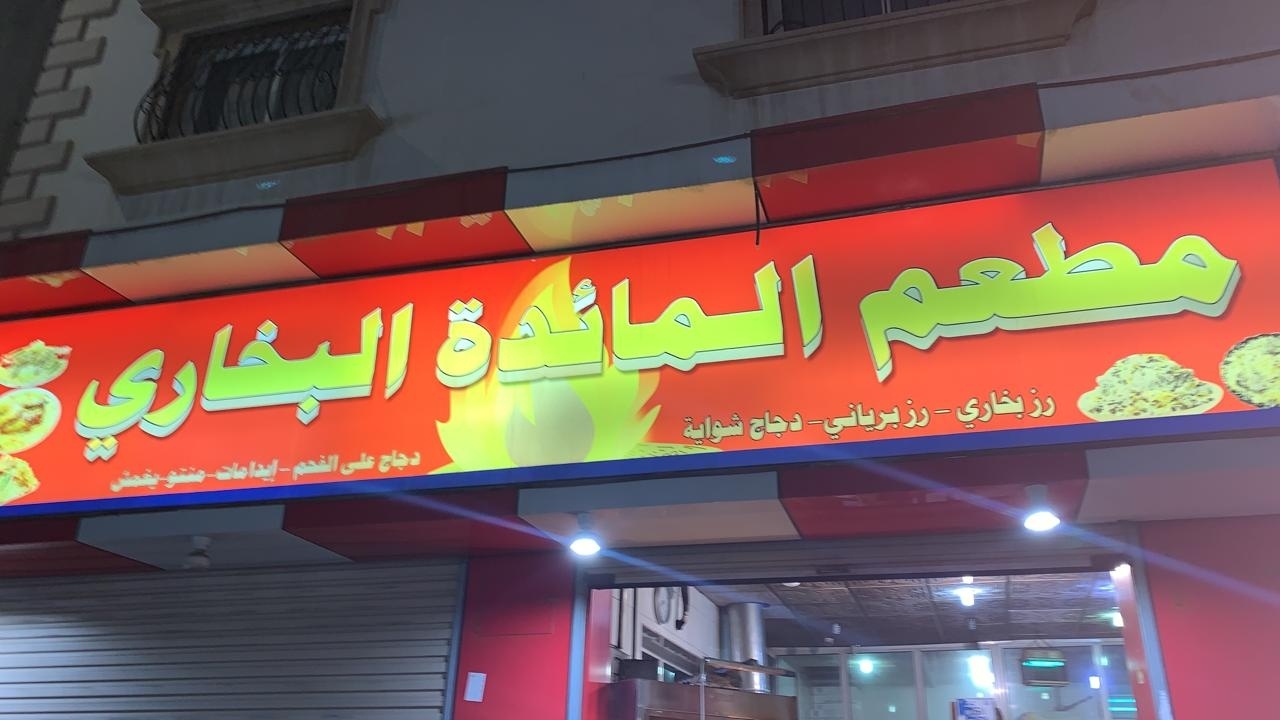 مطعم المائدة البخاري
رز بخاري - رز برياني - دجاج شواية
دجاج على الفحم - إيدامات - منتو - يغمش